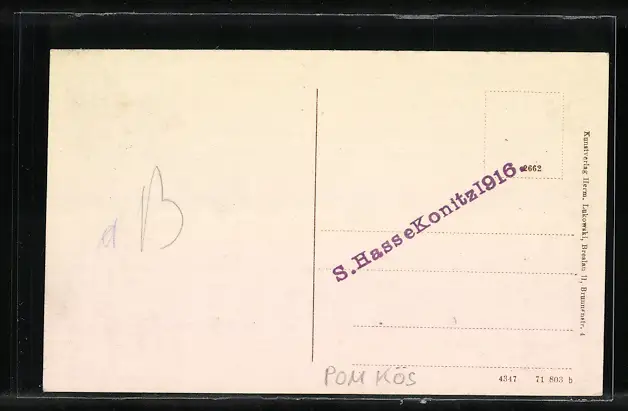 B
2662
S.HasseKonitz1916.
Kunstverlag Herm. Lukowski, Breslau II, Brunnenstr. 4
POM KÖS
4347 71 803 b